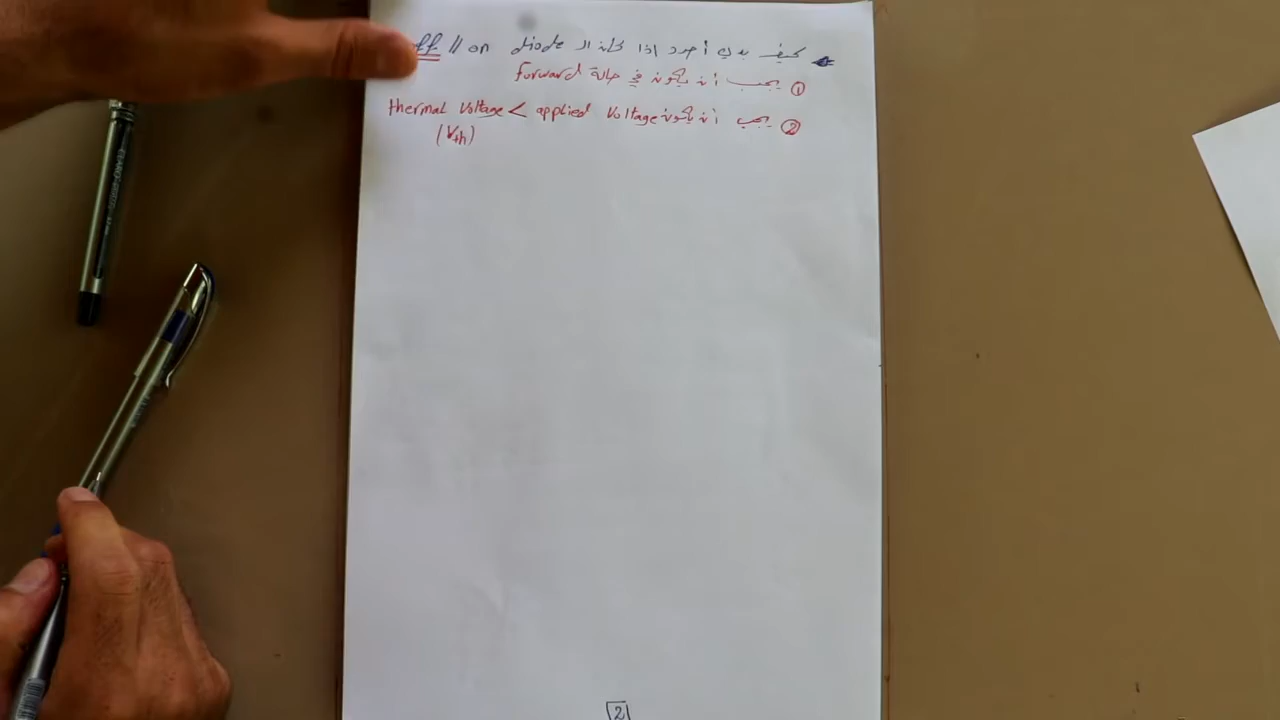 كيف بدي أحدد اذا كانت ال diode on // off
① يجب أن يكون في حالة forward
② يجب أن يكون applied voltage > thermal voltage
(Vth)
2